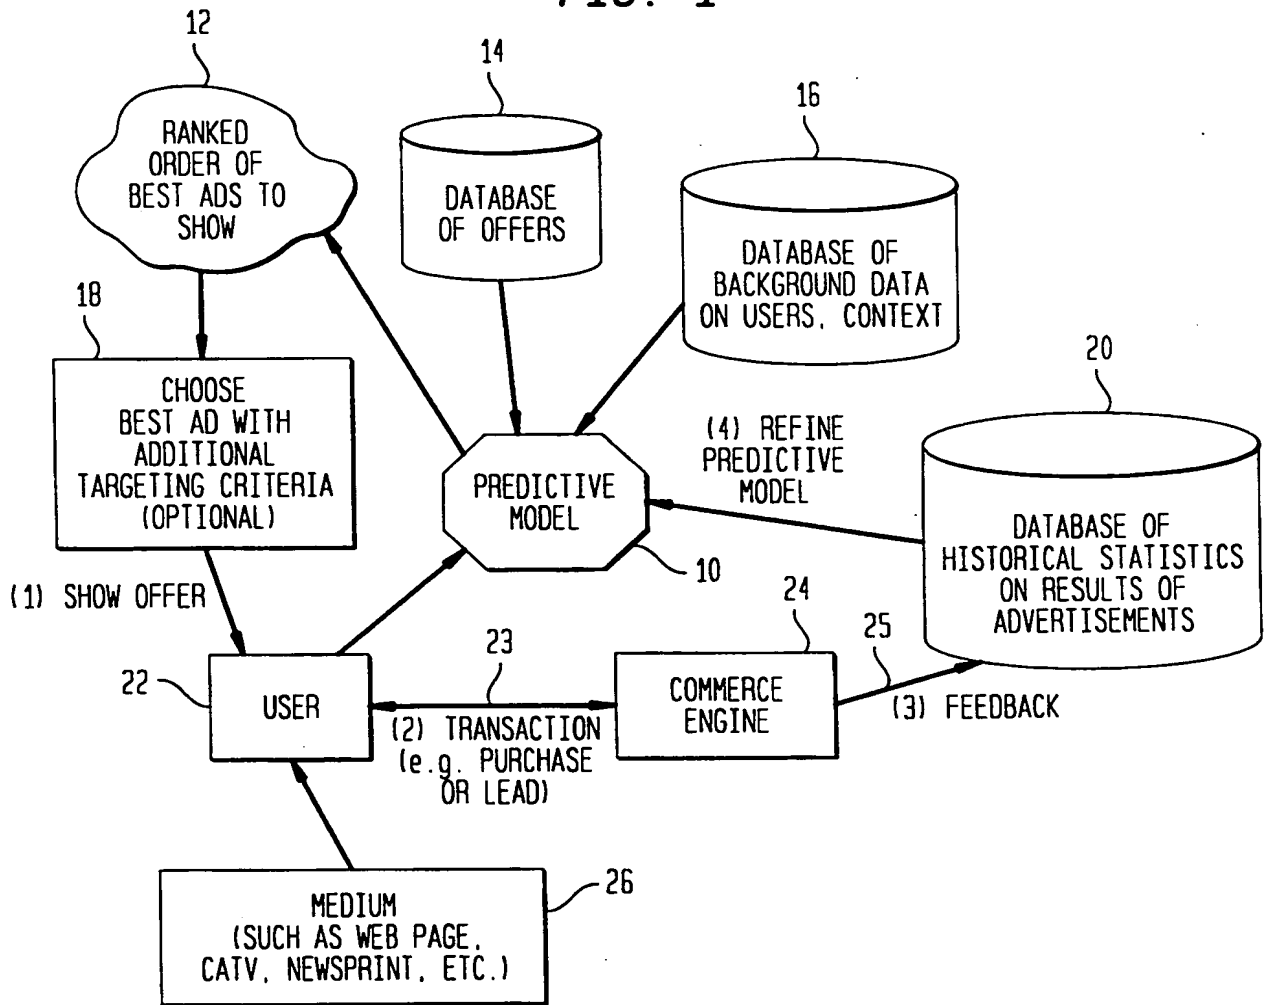 FIG. 1
12
RANKED
ORDER OF
BEST ADS TO
SHOW
14
DATABASE
OF OFFERS
16
DATABASE OF
BACKGROUND DATA
ON USERS, CONTEXT
18
CHOOSE
BEST AD WITH
ADDITIONAL
TARGETING CRITERIA
(OPTIONAL)
PREDICTIVE
MODEL
10
(4) REFINE
PREDICTIVE
MODEL
20
DATABASE OF
HISTORICAL STATISTICS
ON RESULTS OF
ADVERTISEMENTS
(1) SHOW OFFER
22
USER
23
(2) TRANSACTION
(e.g. PURCHASE
OR LEAD)
24
COMMERCE
ENGINE
25
(3) FEEDBACK
26
MEDIUM
(SUCH AS WEB PAGE,
CATV, NEWSPRINT, ETC.)